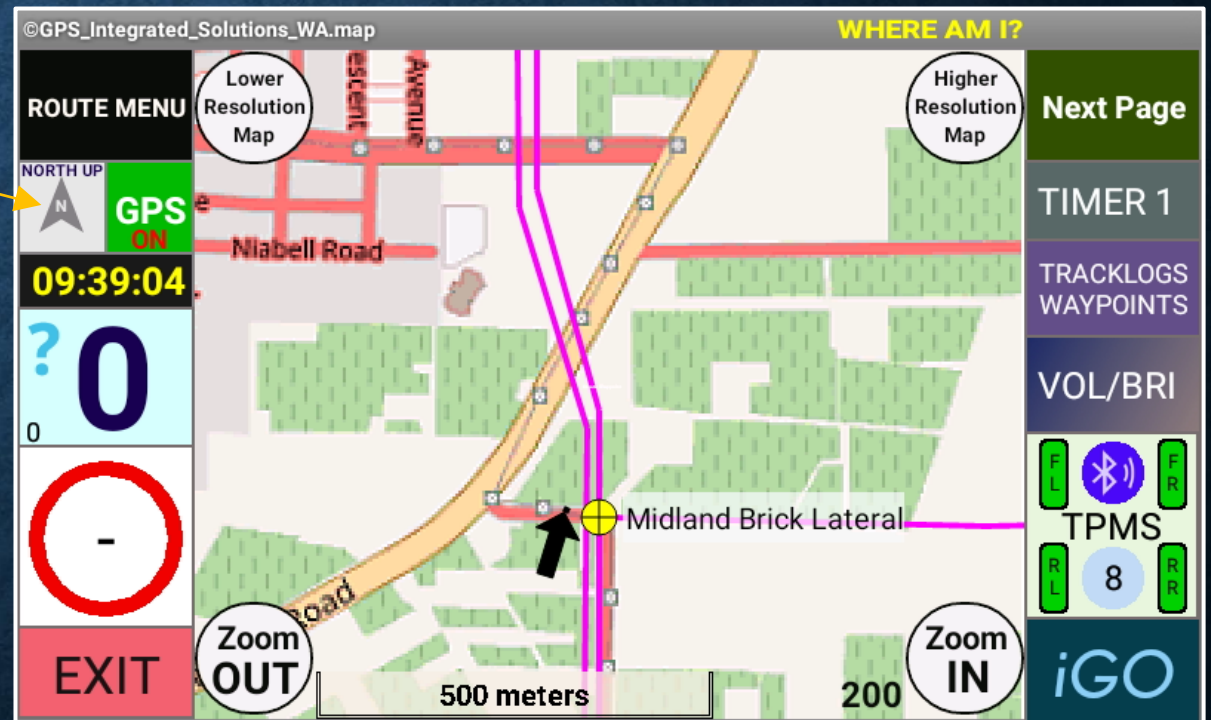 ©GPS_Integrated_Solutions_WA.map
WHERE AM I?
ROUTE MENU
Lower
Resolution
Map
escent
Avenue
Higher
Resolution
Map
Next Page
NORTH UP
N
GPS
ON
e
TIMER 1
Niabell Road
09:39:04
TRACKLOGS
WAYPOINTS
?
0
0
VOL/BRI
-
Midland Brick Lateral
FL
FR
TPMS
RL
8
RR
Road
EXIT
Zoom
OUT
500 meters
200
Zoom
IN
iGO